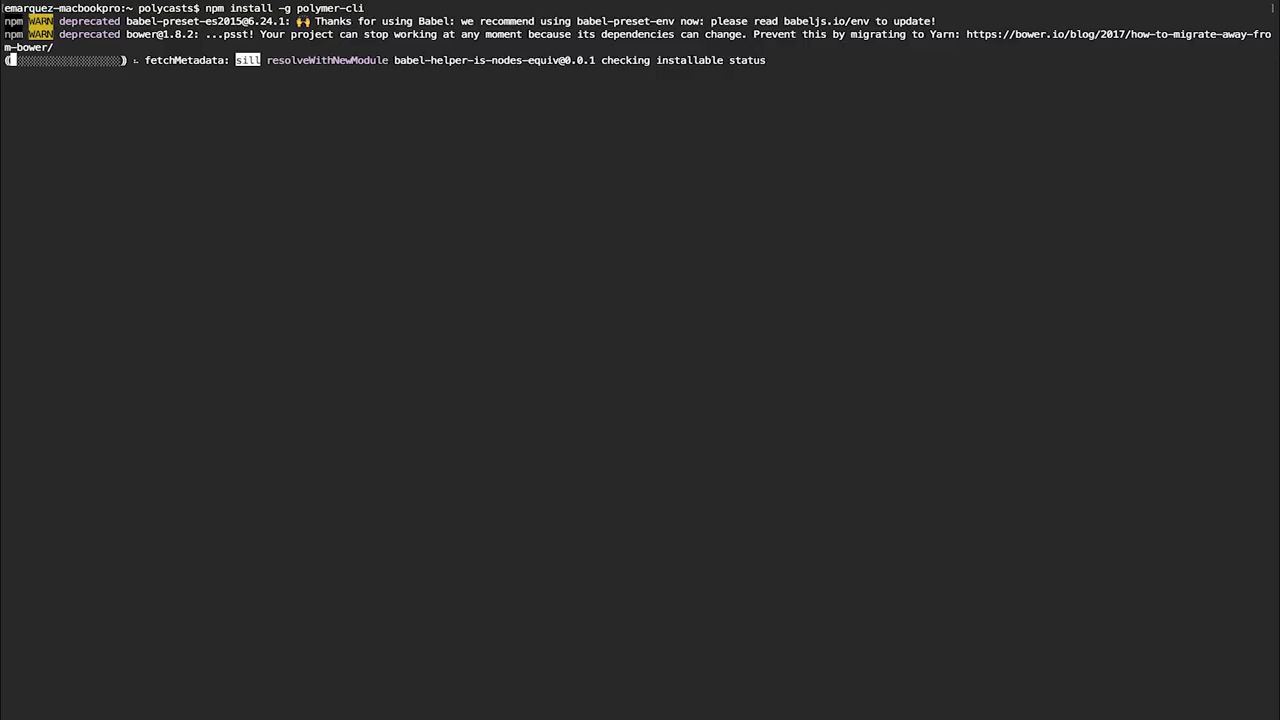 emarquez-macbookpro:~ polycasts$ npm install -g polymer-cli
npm WARN deprecated babel-preset-es2015@6.24.1: 🙌 Thanks for using Babel: we recommend using babel-preset-env now: please read babeljs.io/env to update!
npm WARN deprecated bower@1.8.2: ...psst! Your project can stop working at any moment because its dependencies can change. Prevent this by migrating to Yarn: https://bower.io/blog/2017/how-to-migrate-away-fro
m-bower/
fetchMetadata: sill resolveWithNewModule babel-helper-is-nodes-equiv@0.0.1 checking installable status